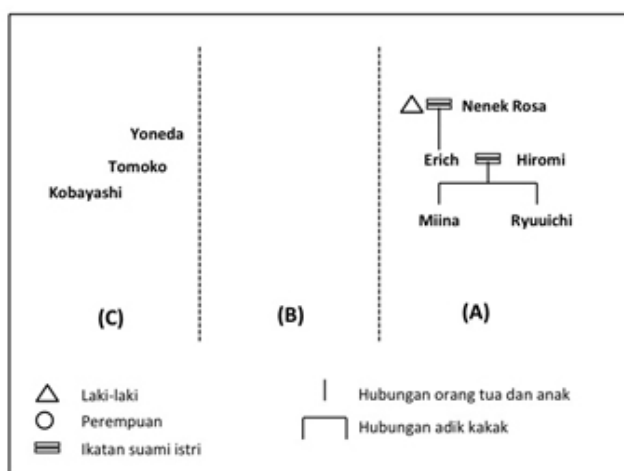 Nenek Rosa
Yoneda
Tomoko
Kobayashi
Erich
Hiromi
Miina
Ryuuichi
(C)
(B)
(A)
Laki-laki
Perempuan
Ikatan suami istri
Hubungan orang tua dan anak
Hubungan adik kakak